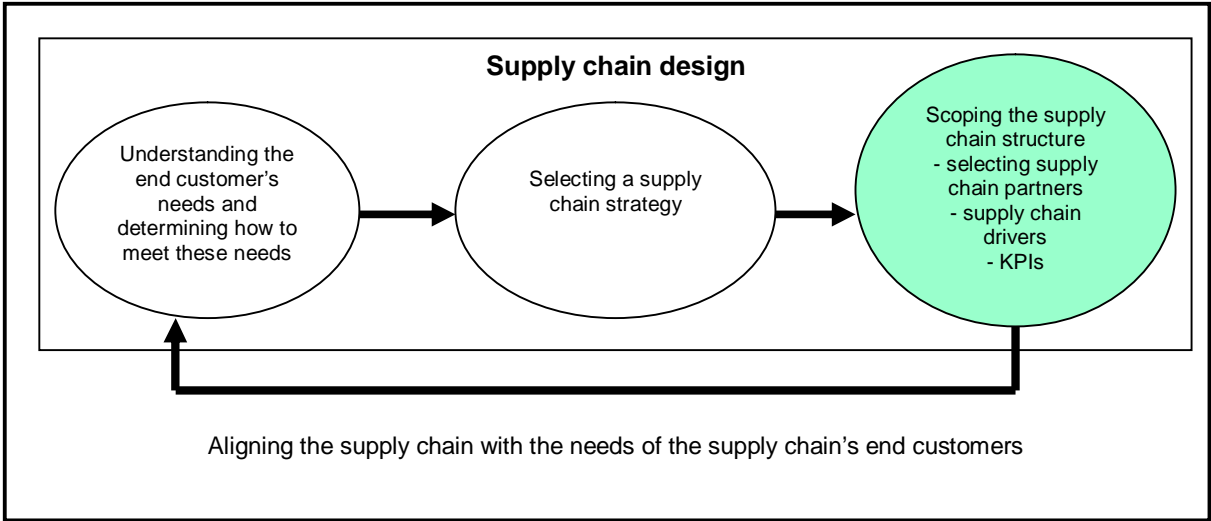 Supply chain design
Understanding the
end customer's
needs and
determining how to
meet these needs
Selecting a supply
chain strategy
Scoping the supply
chain structure
- selecting supply
chain partners
- supply chain
drivers
- KPIs
Aligning the supply chain with the needs of the supply chain's end customers